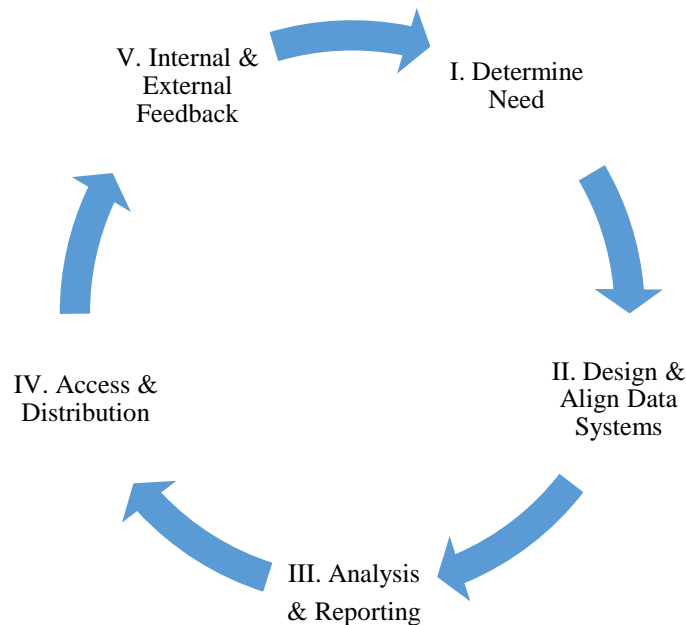 I. Determine
Need
II. Design &
Align Data
Systems
III. Analysis
& Reporting
IV. Access &
Distribution
V. Internal &
External
Feedback